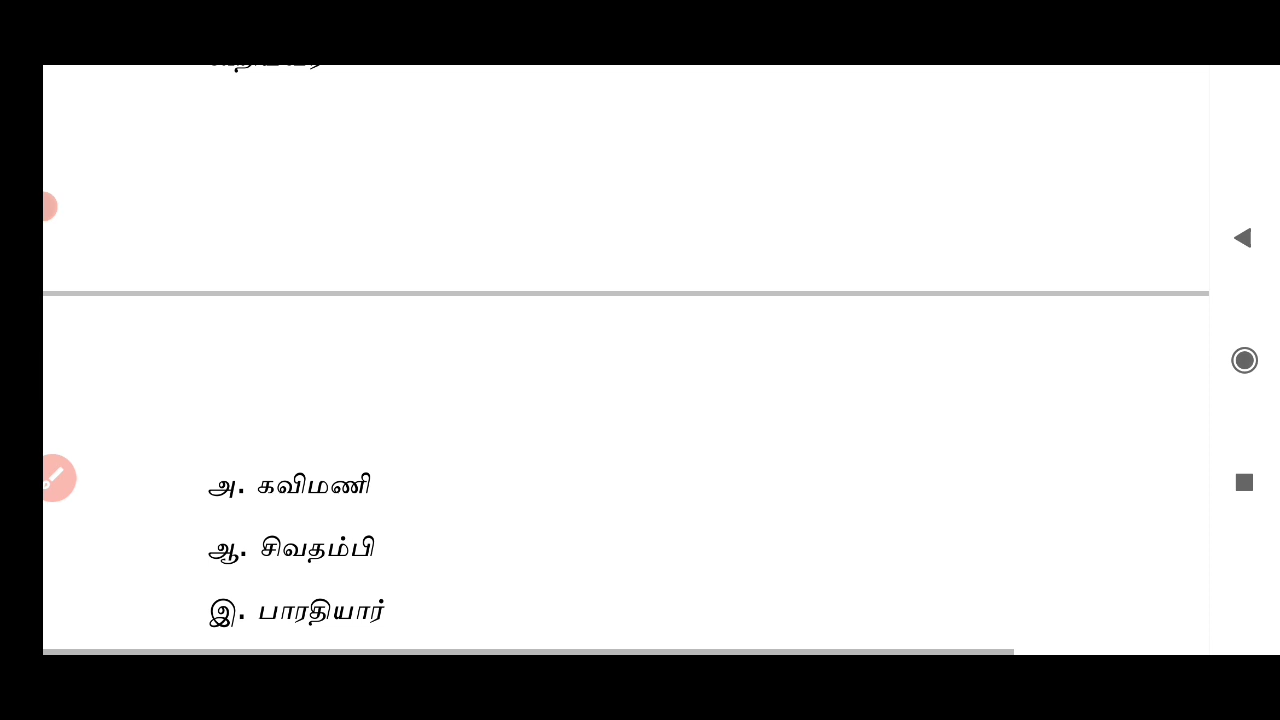 அ. கவிமணி
ஆ. சிவதம்பி
இ. பாரதியார்